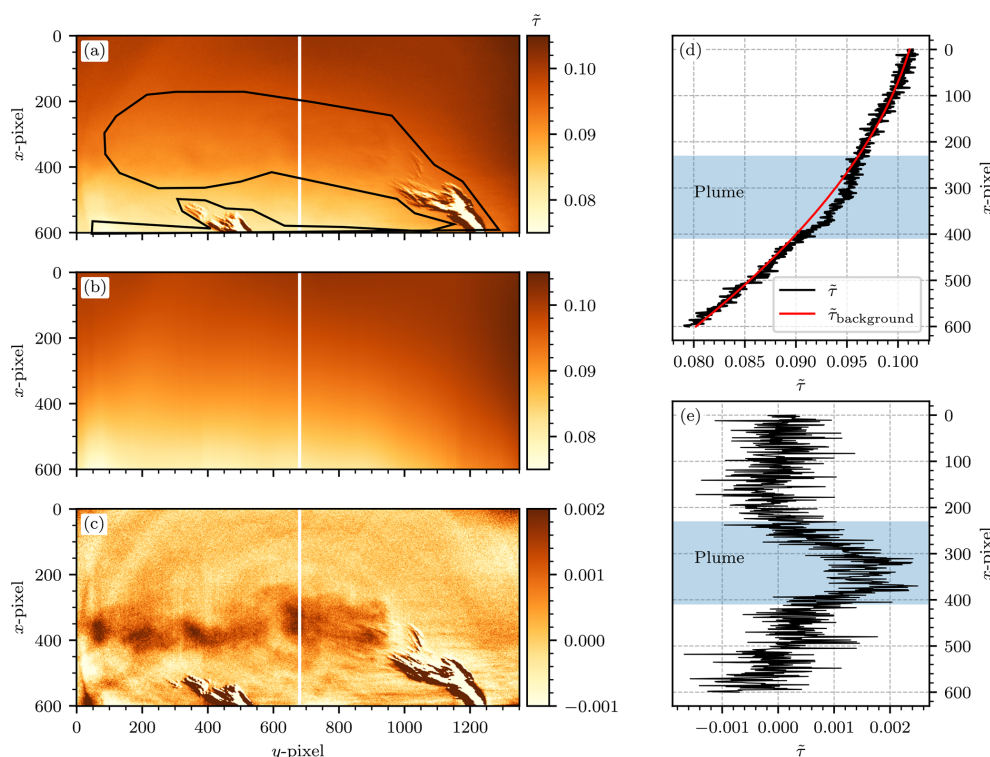 τ̃
(a)
0
200
400
600
x-pixel
0.10
0.09
0.08
(b)
0
200
400
600
x-pixel
0.10
0.09
0.08
(c)
0
200
400
600
x-pixel
0 200 400 600 800 1000 1200
y-pixel
0.002
0.001
0.000
−0.001
(d)
Plume
τ̃
τ̃background
0
100
200
300
400
500
600
x-pixel
0.080 0.085 0.090 0.095 0.100
τ̃
(e)
Plume
0
100
200
300
400
500
600
x-pixel
−0.001 0.000 0.001 0.002
τ̃